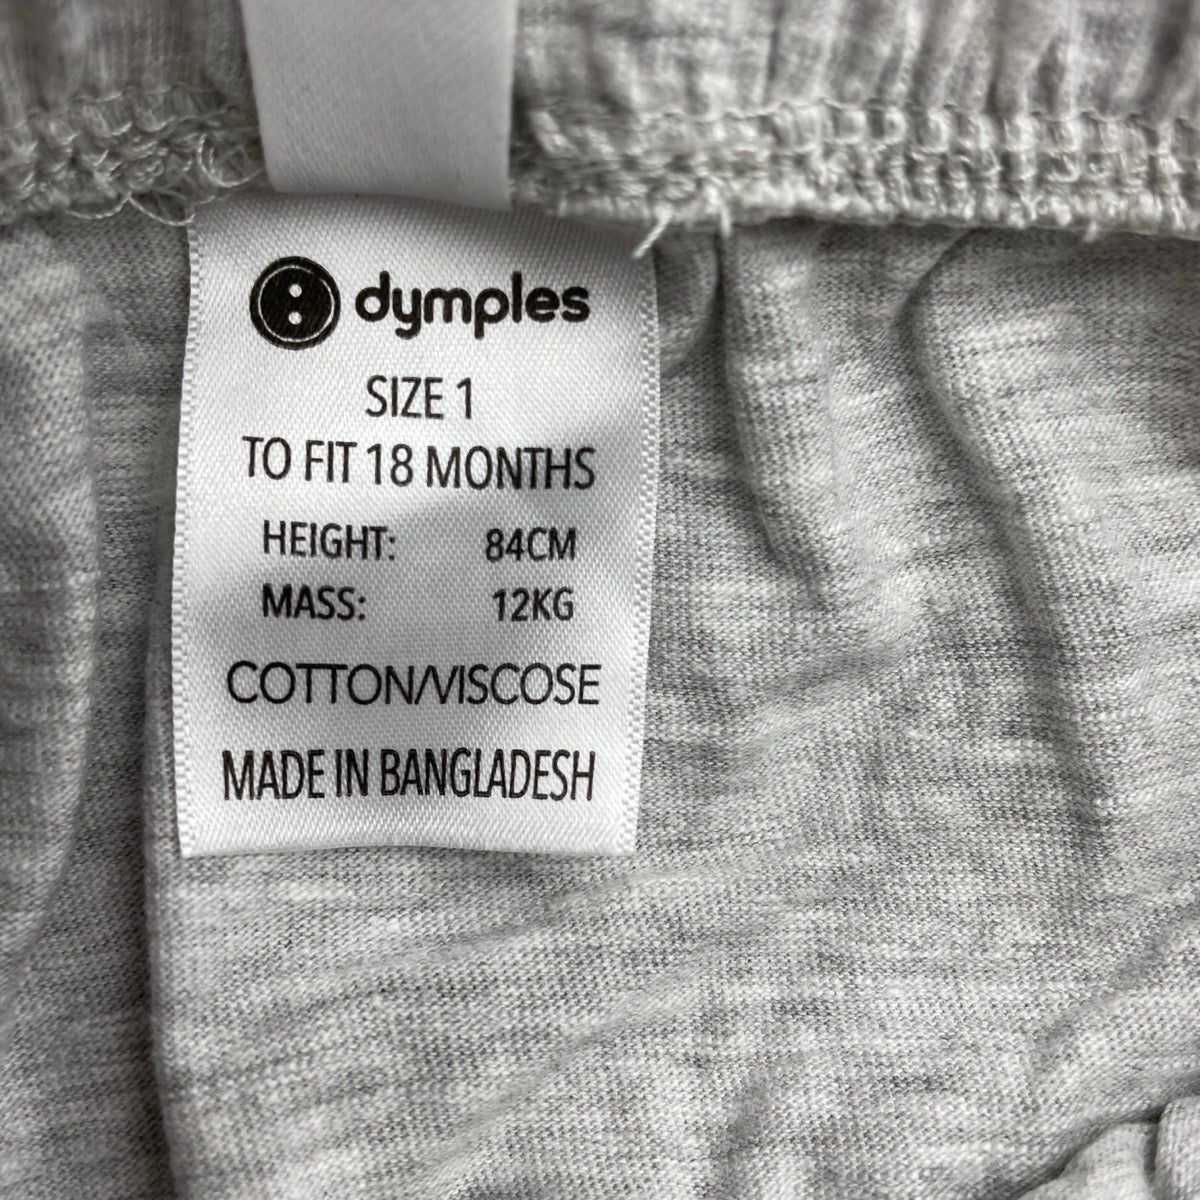 dymples
SIZE 1
TO FIT 18 MONTHS
HEIGHT: 84CM
MASS: 12KG
COTTON/VISCOSE
MADE IN BANGLADESH